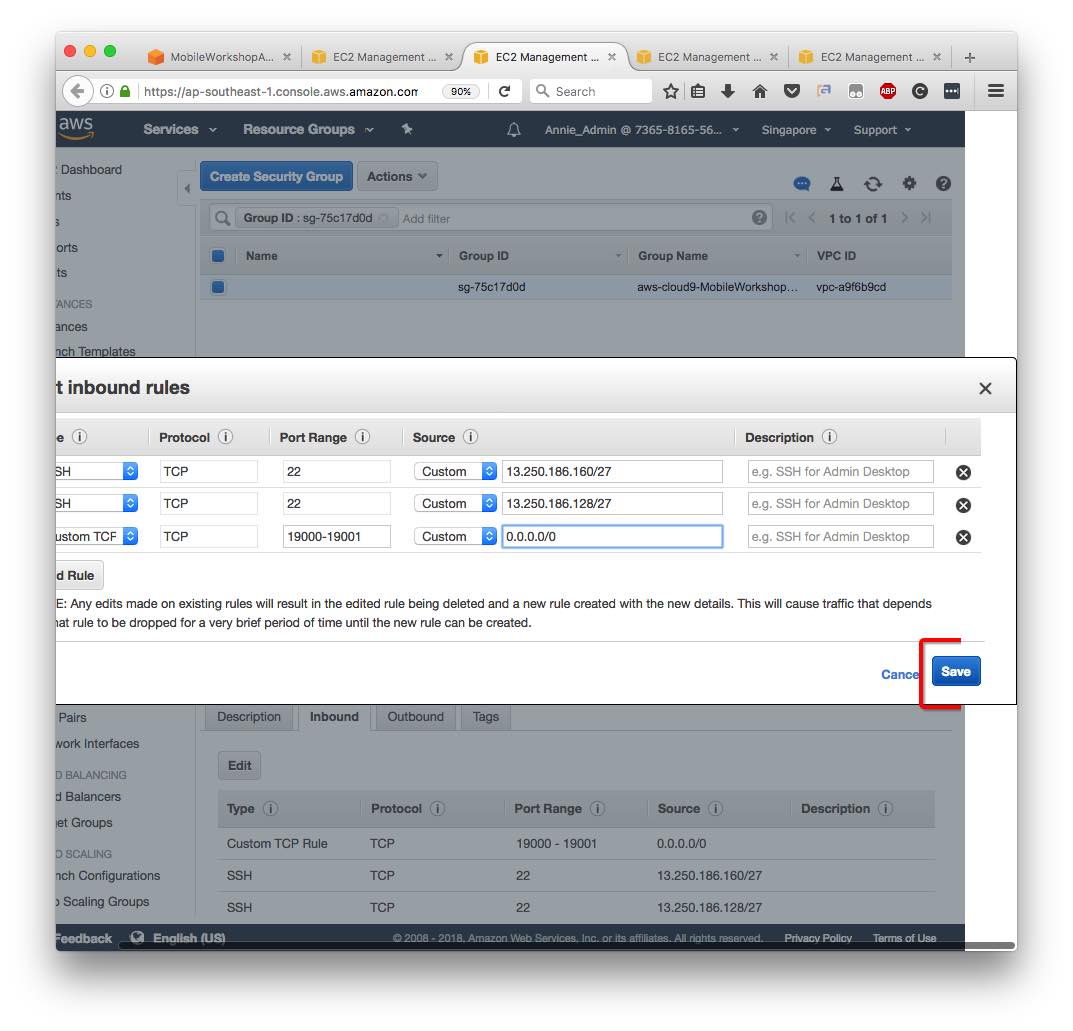 MobileWorkshopA... EC2 Management ... EC2 Management ... EC2 Management ... EC2 Management ...
https://ap-southeast-1.console.aws.amazon.com 90% Search ABP
aws Services Resource Groups Annie_Admin @ 7365-8165-56... Singapore Support
Dashboard
nts
s
orts
ts
ANCES
ances
nch Templates
Create Security Group Actions
Group ID : sg-75c17d0d Add filter 1 to 1 of 1
Name Group ID Group Name VPC ID
sg-75c17d0d aws-cloud9-MobileWorkshop... vpc-a9f6b9cd
t inbound rules
e Protocol Port Range Source Description
SH TCP 22 Custom 13.250.186.160/27 e.g. SSH for Admin Desktop
SH TCP 22 Custom 13.250.186.128/27 e.g. SSH for Admin Desktop
ustom TCP TCP 19000-19001 Custom 0.0.0.0/0 e.g. SSH for Admin Desktop
d Rule
E: Any edits made on existing rules will result in the edited rule being deleted and a new rule created with the new details. This will cause traffic that depends
hat rule to be dropped for a very brief period of time until the new rule can be created.
Cance Save
Pairs
work Interfaces
D BALANCING
d Balancers
get Groups
O SCALING
nch Configurations
o Scaling Groups
Description Inbound Outbound Tags
Edit
Type Protocol Port Range Source Description
Custom TCP Rule TCP 19000 - 19001 0.0.0.0/0
SSH TCP 22 13.250.186.160/27
SSH TCP 22 13.250.186.128/27
Feedback English (US) © 2008 - 2018, Amazon Web Services, Inc. or its affiliates. All rights reserved. Privacy Policy Terms of Use